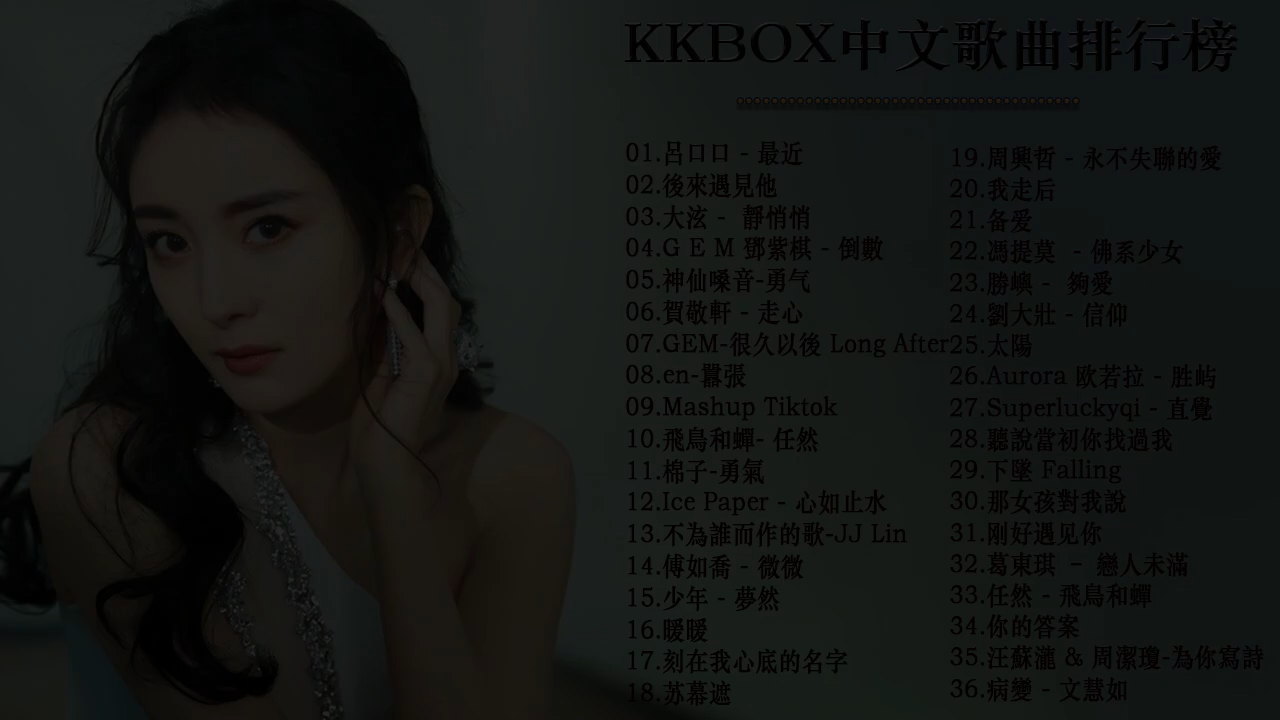 KKBOX中文歌曲排行榜
01.呂口口 - 最近
02.後來遇見他
03.大泫 - 靜悄悄
04.G E M 鄧紫棋 - 倒數
05.神仙嗓音-勇气
06.賀敬軒 - 走心
07.GEM-很久以後 Long After
08.en-囂張
09.Mashup Tiktok
10.飛鳥和蟬- 任然
11.棉子-勇氣
12.Ice Paper - 心如止水
13.不為誰而作的歌-JJ Lin
14.傅如喬 - 微微
15.少年 - 夢然
16.暖暖
17.刻在我心底的名字
18.苏幕遮
19.周興哲 - 永不失聯的愛
20.我走后
21.备爱
22.馮提莫 - 佛系少女
23.勝嶼 - 夠愛
24.劉大壯 - 信仰
25.太陽
26.Aurora 欧若拉 - 胜屿
27.Superluckyqi - 直覺
28.聽說當初你找過我
29.下墜 Falling
30.那女孩對我說
31.刚好遇见你
32.葛東琪 - 戀人未滿
33.任然 - 飛鳥和蟬
34.你的答案
35.汪蘇瀧 & 周潔瓊-為你寫詩
36.病變 - 文慧如